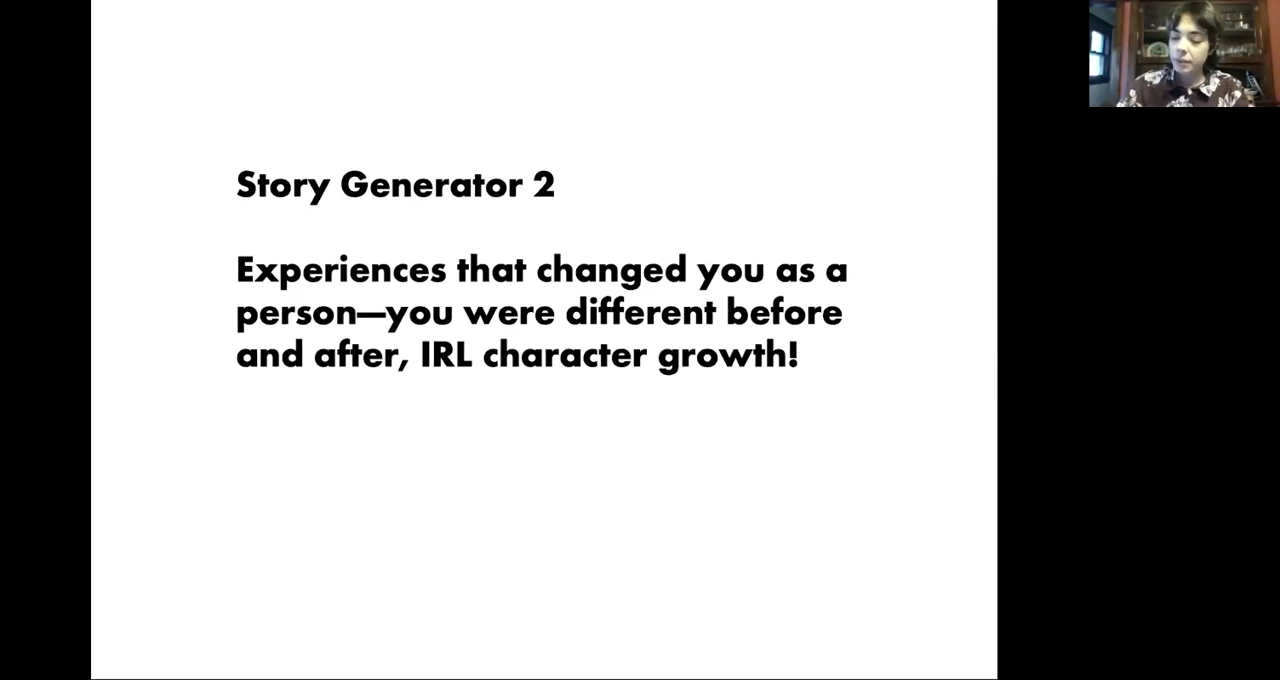 Story Generator 2
Experiences that changed you as a
person—you were different before
and after, IRL character growth!